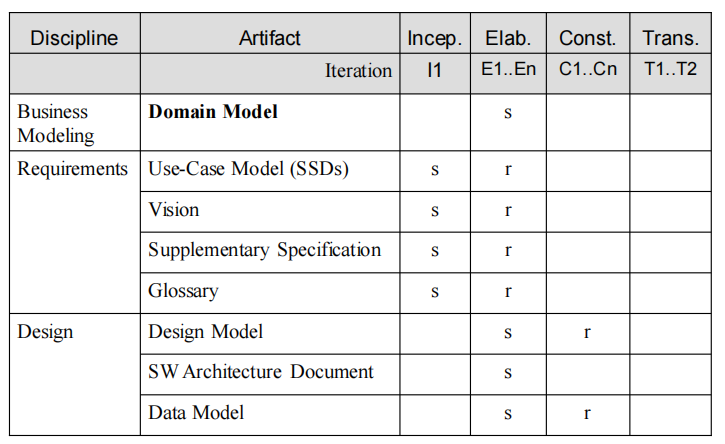 Discipline Artifact Incep. Elab. Const. Trans.
Iteration I1 E1..En C1..Cn T1..T2
Business Domain Model s
Modeling
Requirements Use-Case Model (SSDs) s r
Vision s r
Supplementary Specification s r
Glossary s r
Design Design Model s r
SW Architecture Document s
Data Model s r